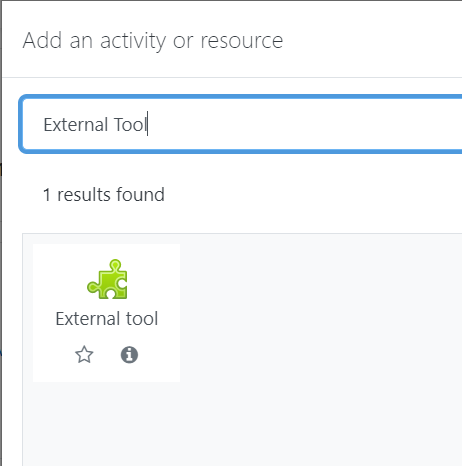 Add an activity or resource
External Tool
1 results found
External tool